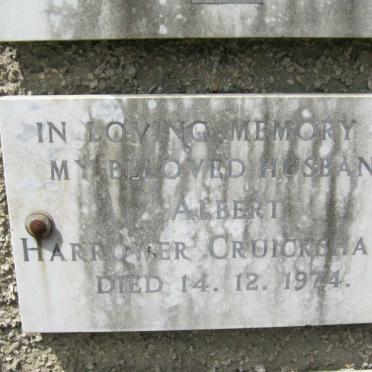 IN LOVING MEMORY
MY BELOVED HUSBAN
ALBERT
HARROWER CRUICKSHA
DIED 14. 12. 1974.